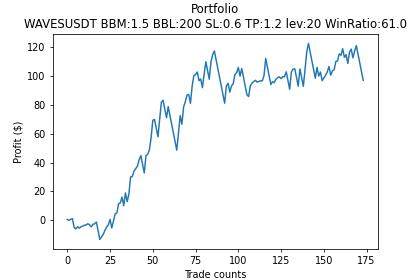 Portfolio
WAVESUSDT BBM:1.5 BBL:200 SL:0.6 TP:1.2 lev:20 WinRatio:61.0
120
100
80
60
40
20
0
Profit ($)
0 25 50 75 100 125 150 175
Trade counts